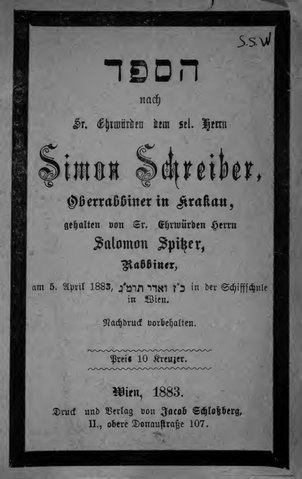 S.S.W
הספד
nach
Sr. Ehrwürden dem sel. Herrn
Simon Schreiber,
Oberrabbiner in Krakau,
gehalten von Sr. Ehrwürden Herrn
Salomon Spitzer,
Rabbiner,
am 5. April 1883, כ"ז ואדר תרמ"ג, in der Schiffschule
in Wien.
Nachdruck vorbehalten.
Preis 10 Kreuzer.
Wien, 1883.
Druck und Verlag von Jacob Schloßberg,
II., obere Donaustraße 107.